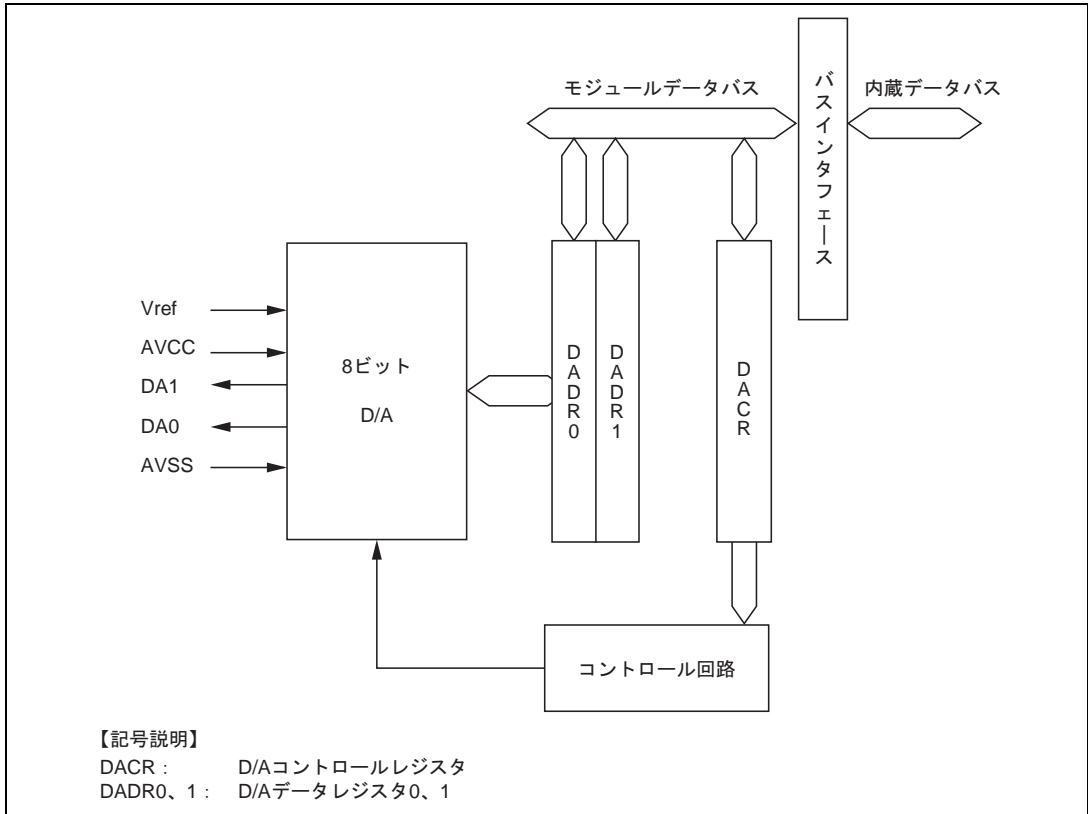 モジュールデータバス
内蔵データバス
バスインタフェース
Vref
AVCC
DA1
DA0
AVSS
8ビット
D/A
DADR0
DADR1
DACR
コントロール回路
【記号説明】
DACR : D/Aコントロールレジスタ
DADR0、1 : D/Aデータレジスタ0、1